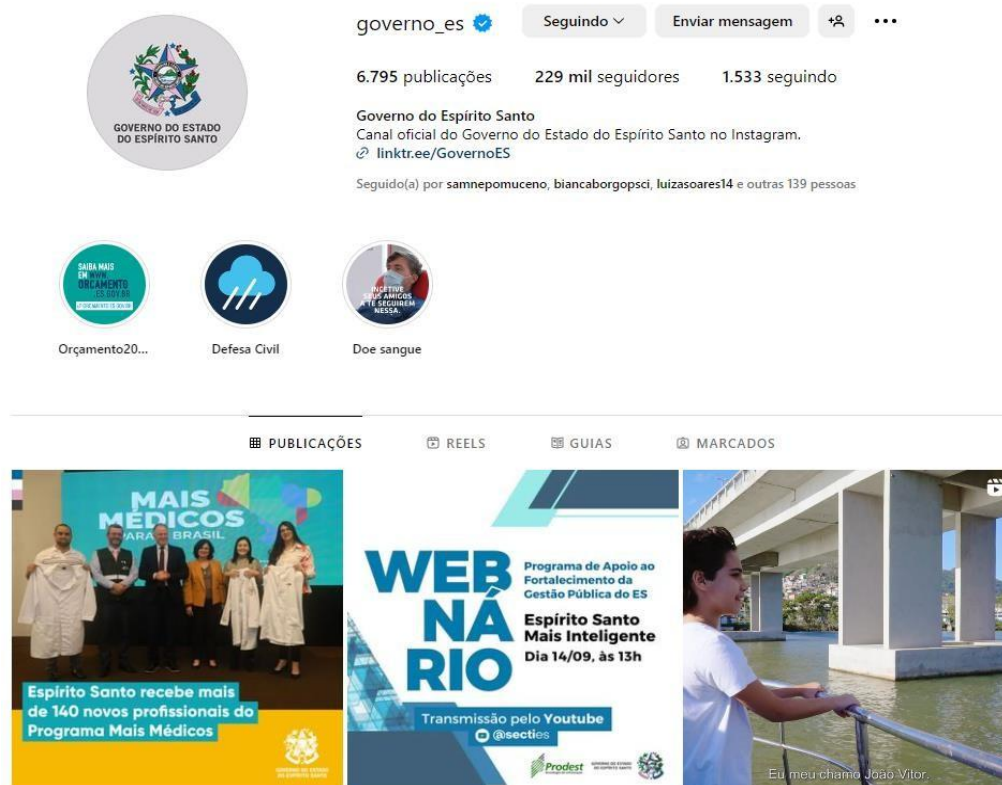 governo_es
Seguindo
Enviar mensagem
6.795 publicações 229 mil seguidores 1.533 seguindo
GOVERNO DO ESTADO
DO ESPÍRITO SANTO
Governo do Espírito Santo
Canal oficial do Governo do Estado do Espírito Santo no Instagram.
linktr.ee/GovernoES
Seguido(a) por samnepomuceno, biancaborgopsci, luizasoares14 e outras 139 pessoas
SAIBA MAIS
EM WWW.
ORÇAMENTO
.ES.GOV.BR
INCETIVE
SEUS AMIGOS
A TE SEGUIREM
NESSA.
Orçamento20...
Defesa Civil
Doe sangue
PUBLICAÇÕES
REELS
GUIAS
MARCADOS
MAIS
MÉDICOS
PARA O BRASIL
Espírito Santo recebe mais
de 140 novos profissionais do
Programa Mais Médicos
WEB
NÁ
RIO
Programa de Apoio ao
Fortalecimento da
Gestão Pública do ES
Espírito Santo
Mais Inteligente
Dia 14/09, às 13h
Transmissão pelo Youtube
@secties
Prodest
Eu meu chamo João Vitor.